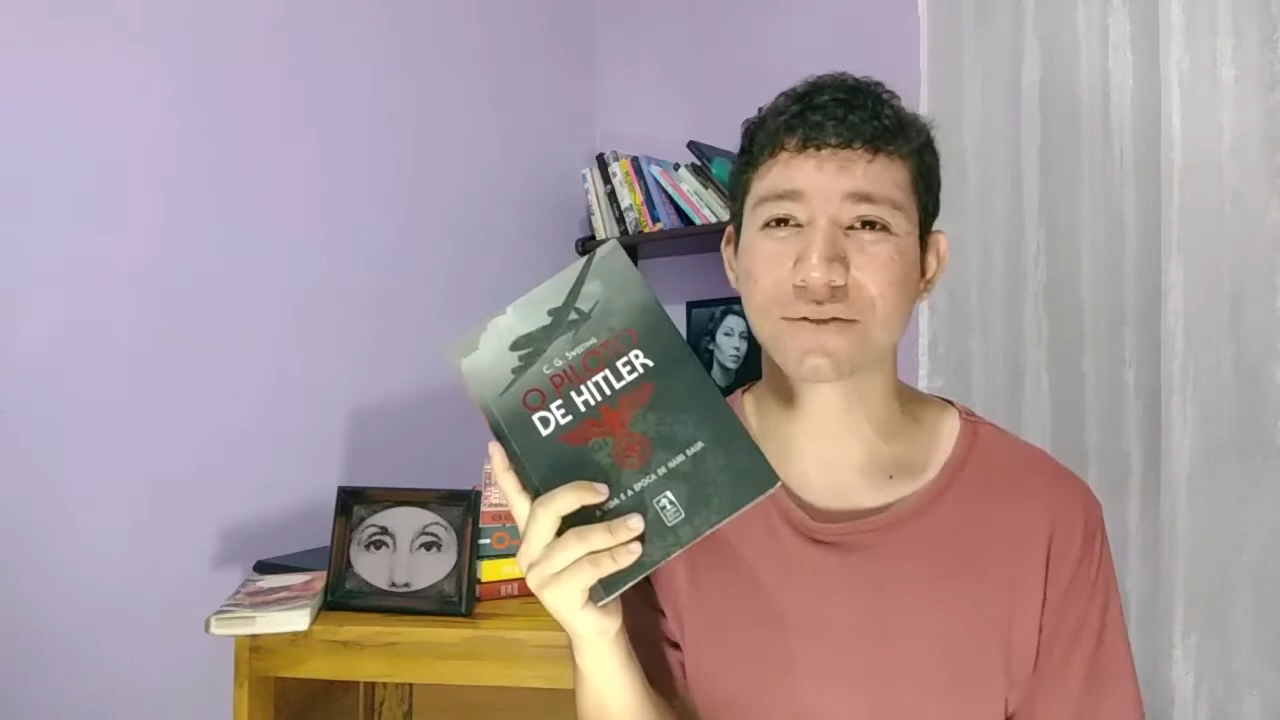 C. G. SWEETING
O PILOTO
DE HITLER
A VIDA E A ÉPOCA DE HANS BAUR